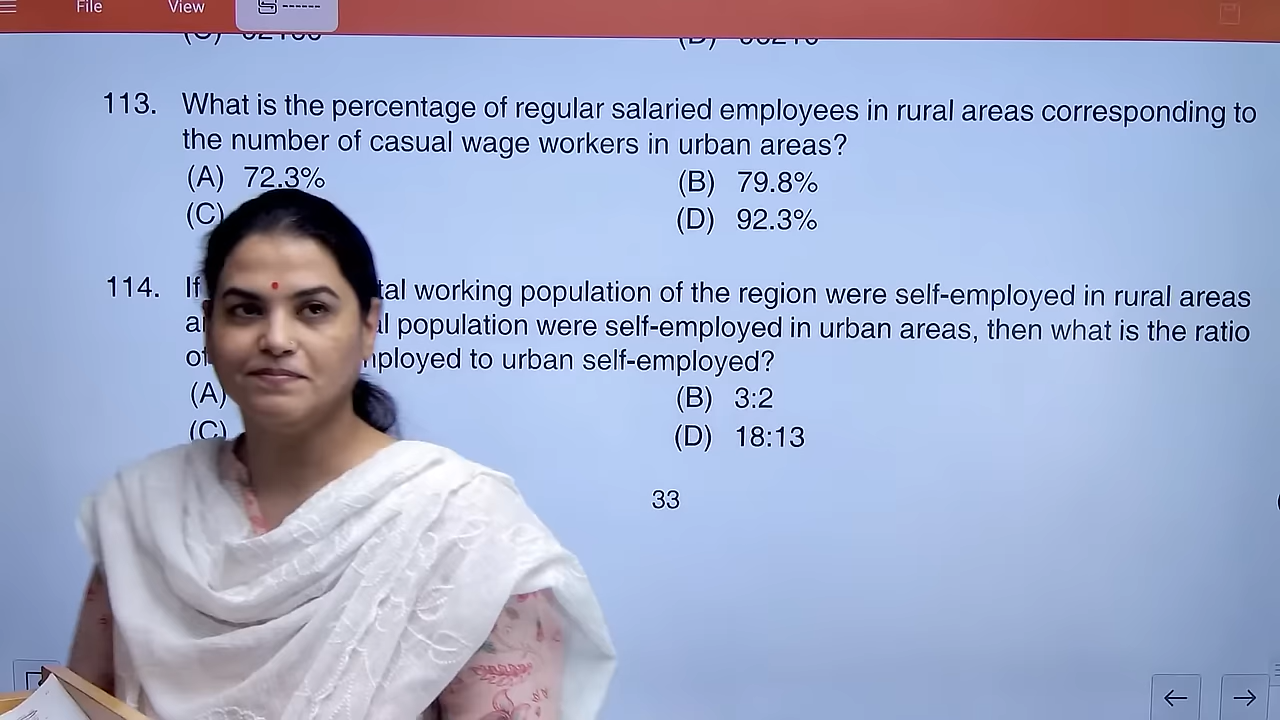 File View ------
113. What is the percentage of regular salaried employees in rural areas corresponding to
the number of casual wage workers in urban areas?
(A) 72.3% (B) 79.8%
(C) (D) 92.3%
114. If tal working population of the region were self-employed in rural areas
population were self-employed in urban areas, then what is the ratio
of to urban self-employed?
(A) (B) 3:2
(C) (D) 18:13
33